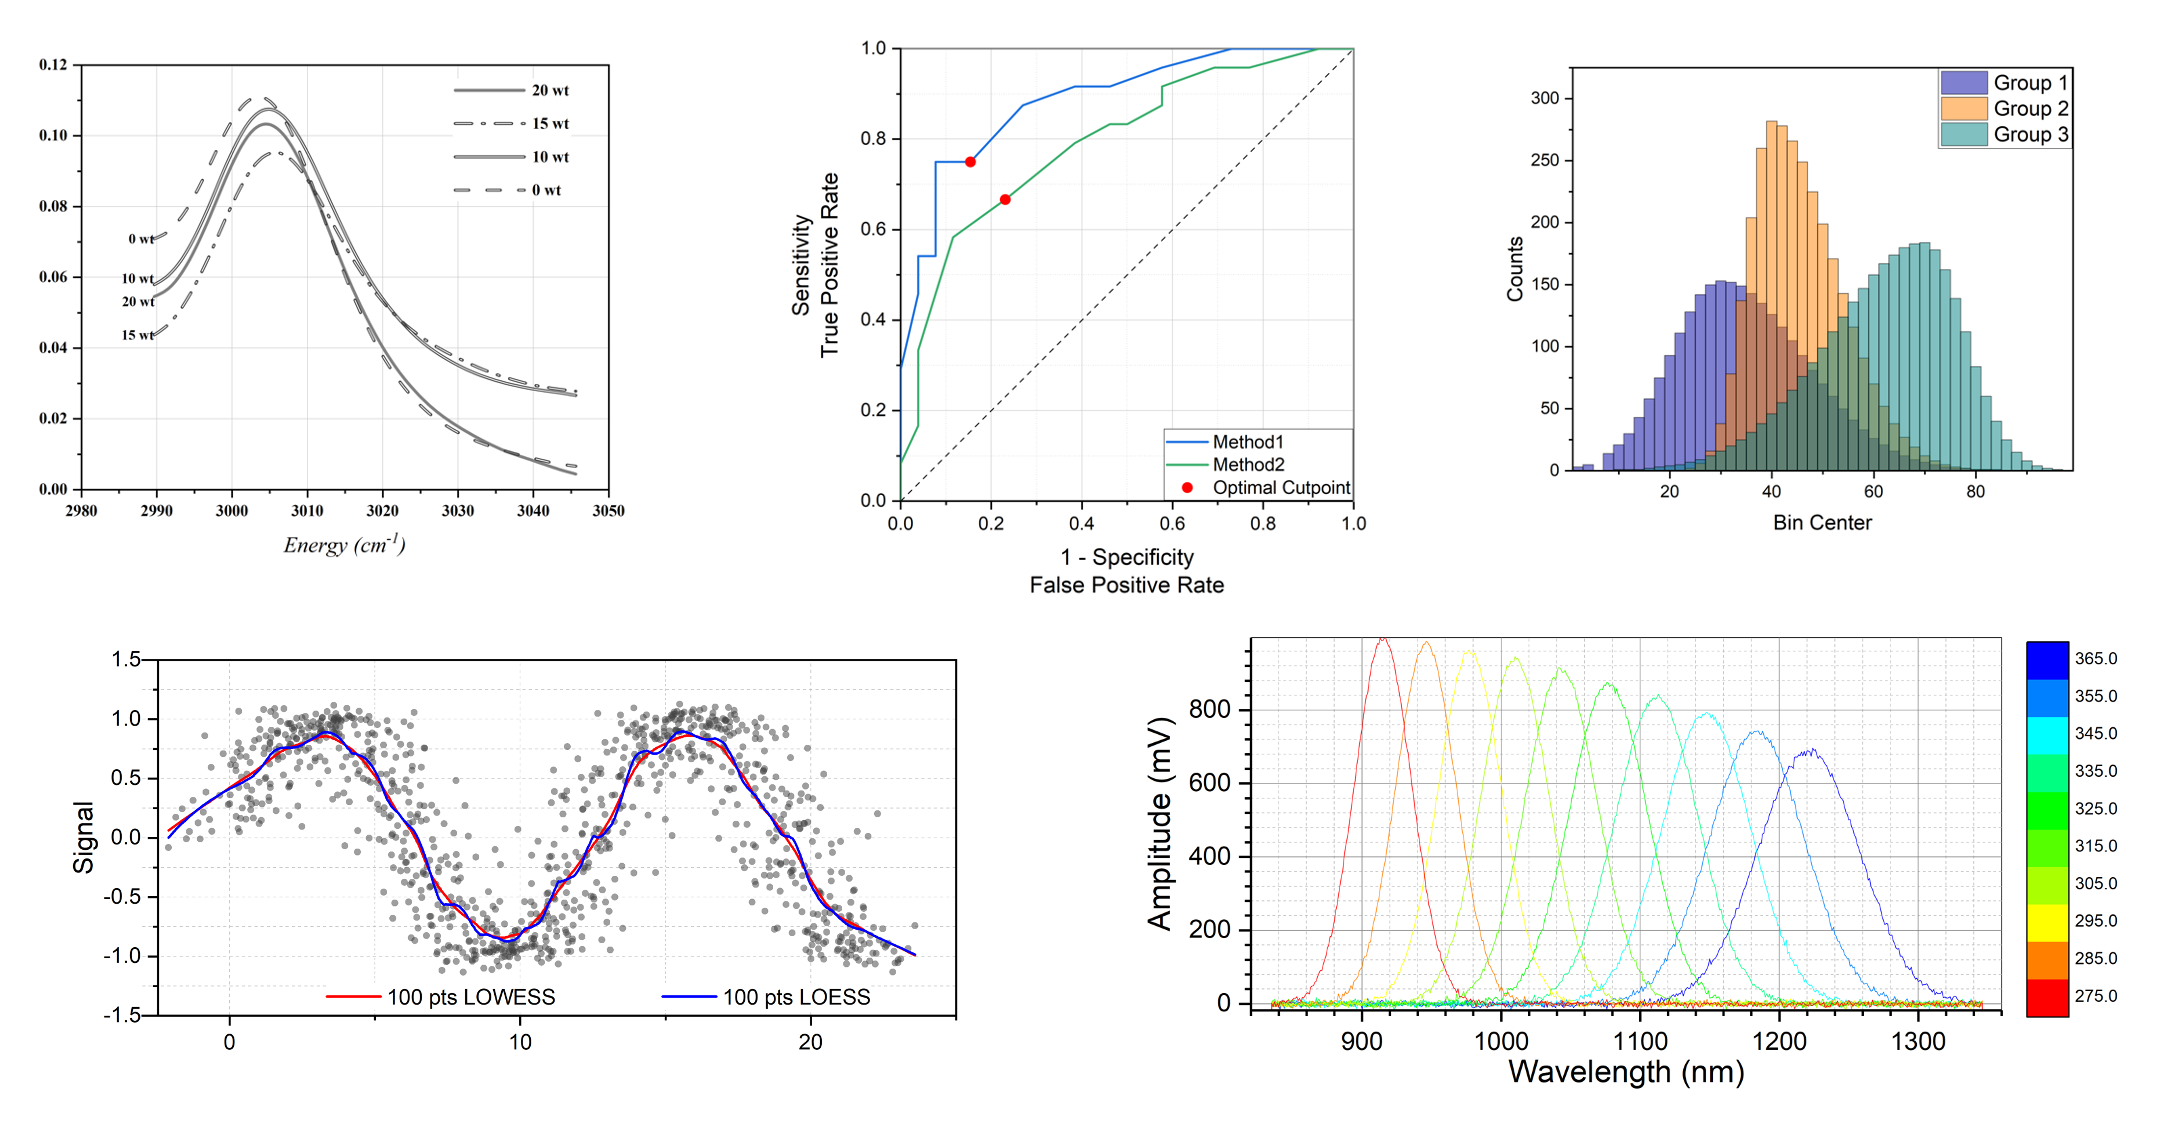 0.12
0.10
0.08
0.06
0.04
0.02
0.00
2980 2990 3000 3010 3020 3030 3040 3050
Energy (cm-1)
20 wt
15 wt
10 wt
0 wt
0 wt
10 wt
20 wt
15 wt
1.0
0.8
0.6
0.4
0.2
0.0
0.0 0.2 0.4 0.6 0.8 1.0
Sensitivity
True Positive Rate
1 - Specificity
False Positive Rate
Method1
Method2
Optimal Cutpoint
300
250
200
150
100
50
0
20 40 60 80
Counts
Bin Center
Group 1
Group 2
Group 3
1.5
1.0
0.5
0.0
-0.5
-1.0
-1.5
0 10 20
Signal
100 pts LOWESS 100 pts LOESS
800
600
400
200
0
900 1000 1100 1200 1300
Amplitude (mV)
Wavelength (nm)
365.0
355.0
345.0
335.0
325.0
315.0
305.0
295.0
285.0
275.0